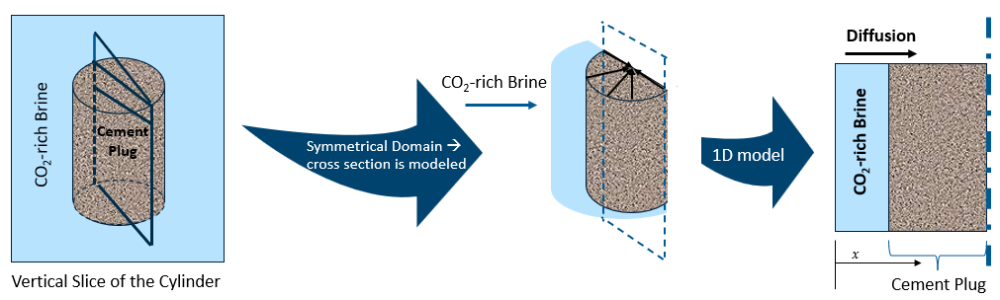 CO₂-rich Brine
Cement
Plug
Vertical Slice of the Cylinder
Symmetrical Domain →
cross section is modeled
CO₂-rich Brine
1D model
Diffusion
CO₂-rich Brine
x
Cement Plug